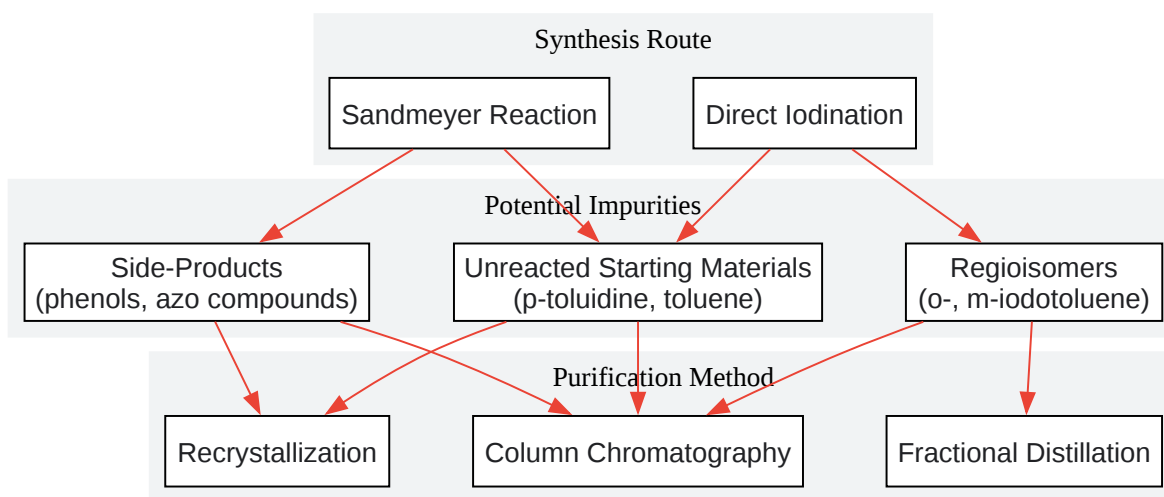 Synthesis Route
Sandmeyer Reaction
Direct Iodination
Potential Impurities
Side-Products
(phenols, azo compounds)
Unreacted Starting Materials
(p-toluidine, toluene)
Regioisomers
(o-, m-iodotoluene)
Purification Method
Recrystallization
Column Chromatography
Fractional Distillation